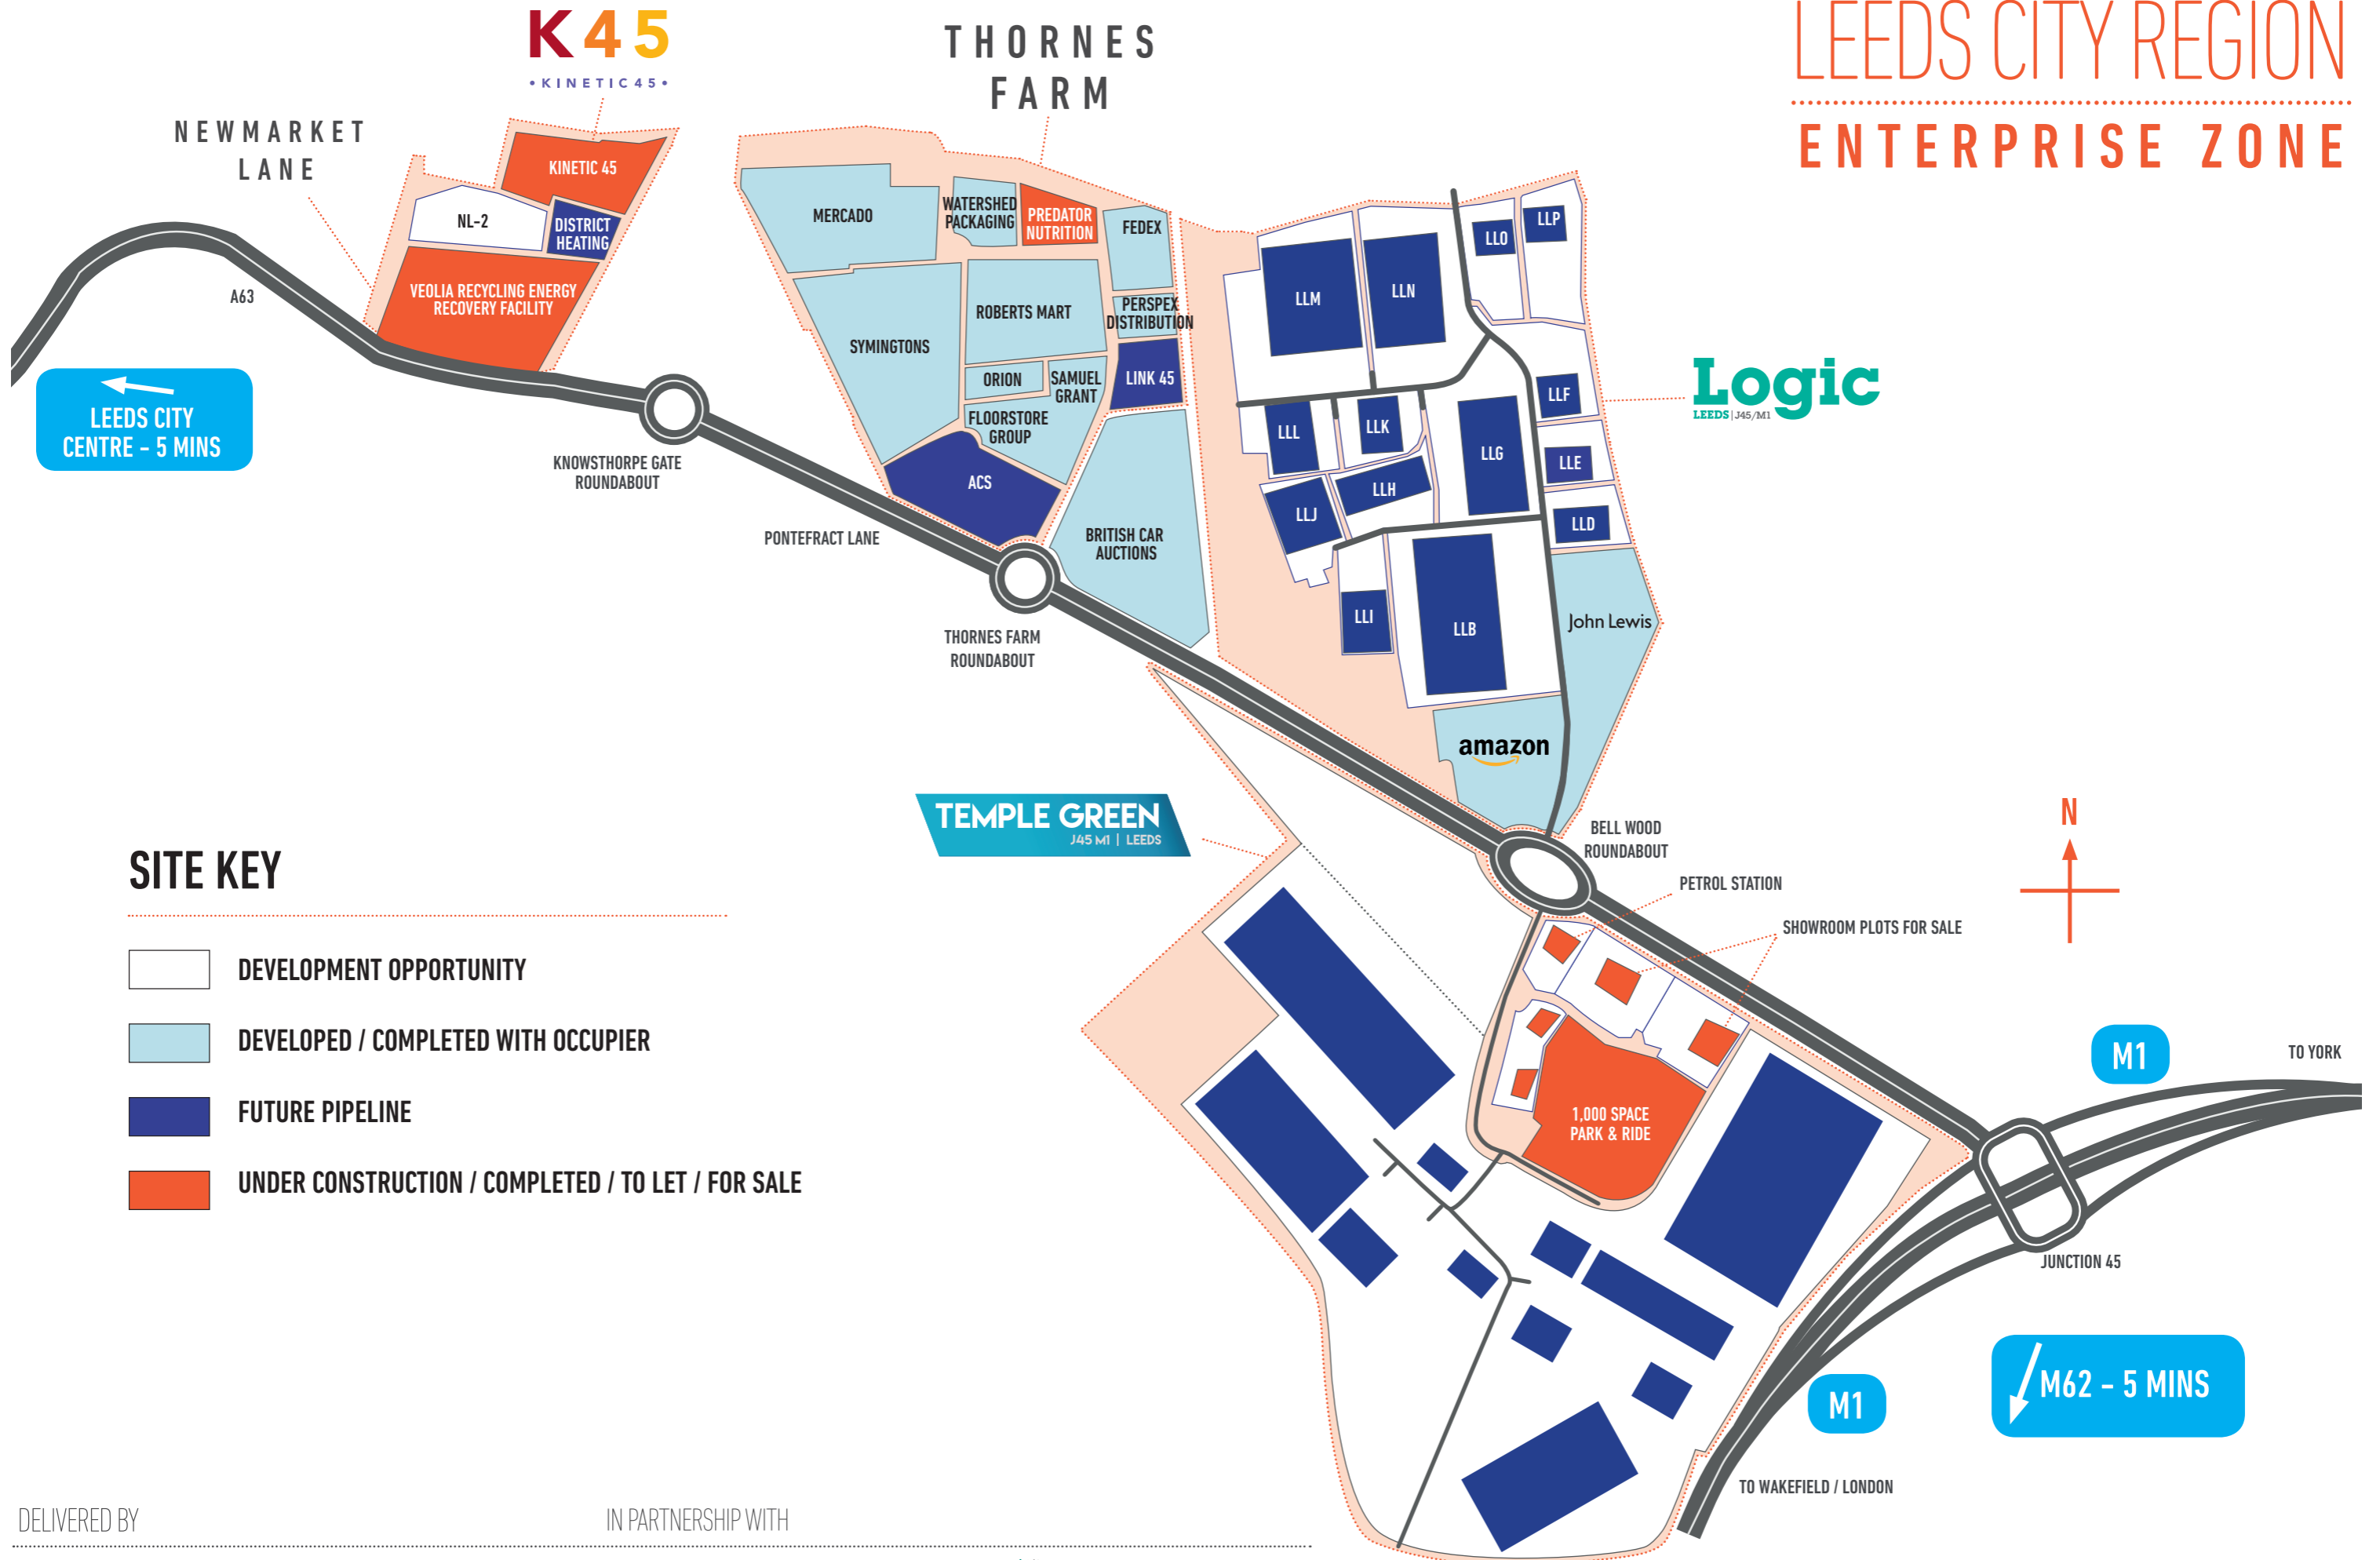 K45
•KINETIC45•
THORNES
FARM
LEEDS CITY REGION
ENTERPRISE ZONE
NEWMARKET
LANE
KINETIC 45
NL-2
DISTRICT
HEATING
VEOLIA RECYCLING ENERGY
RECOVERY FACILITY
A63
LEEDS CITY
CENTRE - 5 MINS
KNOWSTHORPE GATE
ROUNDABOUT
PONTEFRACT LANE
MERCADO
WATERSHED
PACKAGING
PREDATOR
NUTRITION
FEDEX
SYMINGTONS
ROBERTS MART
PERSPEX
DISTRIBUTION
ORION
SAMUEL
GRANT
LINK 45
FLOORSTORE
GROUP
ACS
BRITISH CAR
AUCTIONS
THORNES FARM
ROUNDABOUT
LLM
LLN
LLO
LLP
LLF
LLL
LLK
LLG
LLE
LLH
LLJ
LLD
LLI
LLB
John Lewis
amazon
Logic
LEEDS | J45/M1
TEMPLE GREEN
J45 M1 | LEEDS
BELL WOOD
ROUNDABOUT
PETROL STATION
SHOWROOM PLOTS FOR SALE
N
1,000 SPACE
PARK & RIDE
M1
TO YORK
JUNCTION 45
M62 - 5 MINS
M1
TO WAKEFIELD / LONDON
SITE KEY
DEVELOPMENT OPPORTUNITY
DEVELOPED / COMPLETED WITH OCCUPIER
FUTURE PIPELINE
UNDER CONSTRUCTION / COMPLETED / TO LET / FOR SALE
DELIVERED BY
IN PARTNERSHIP WITH